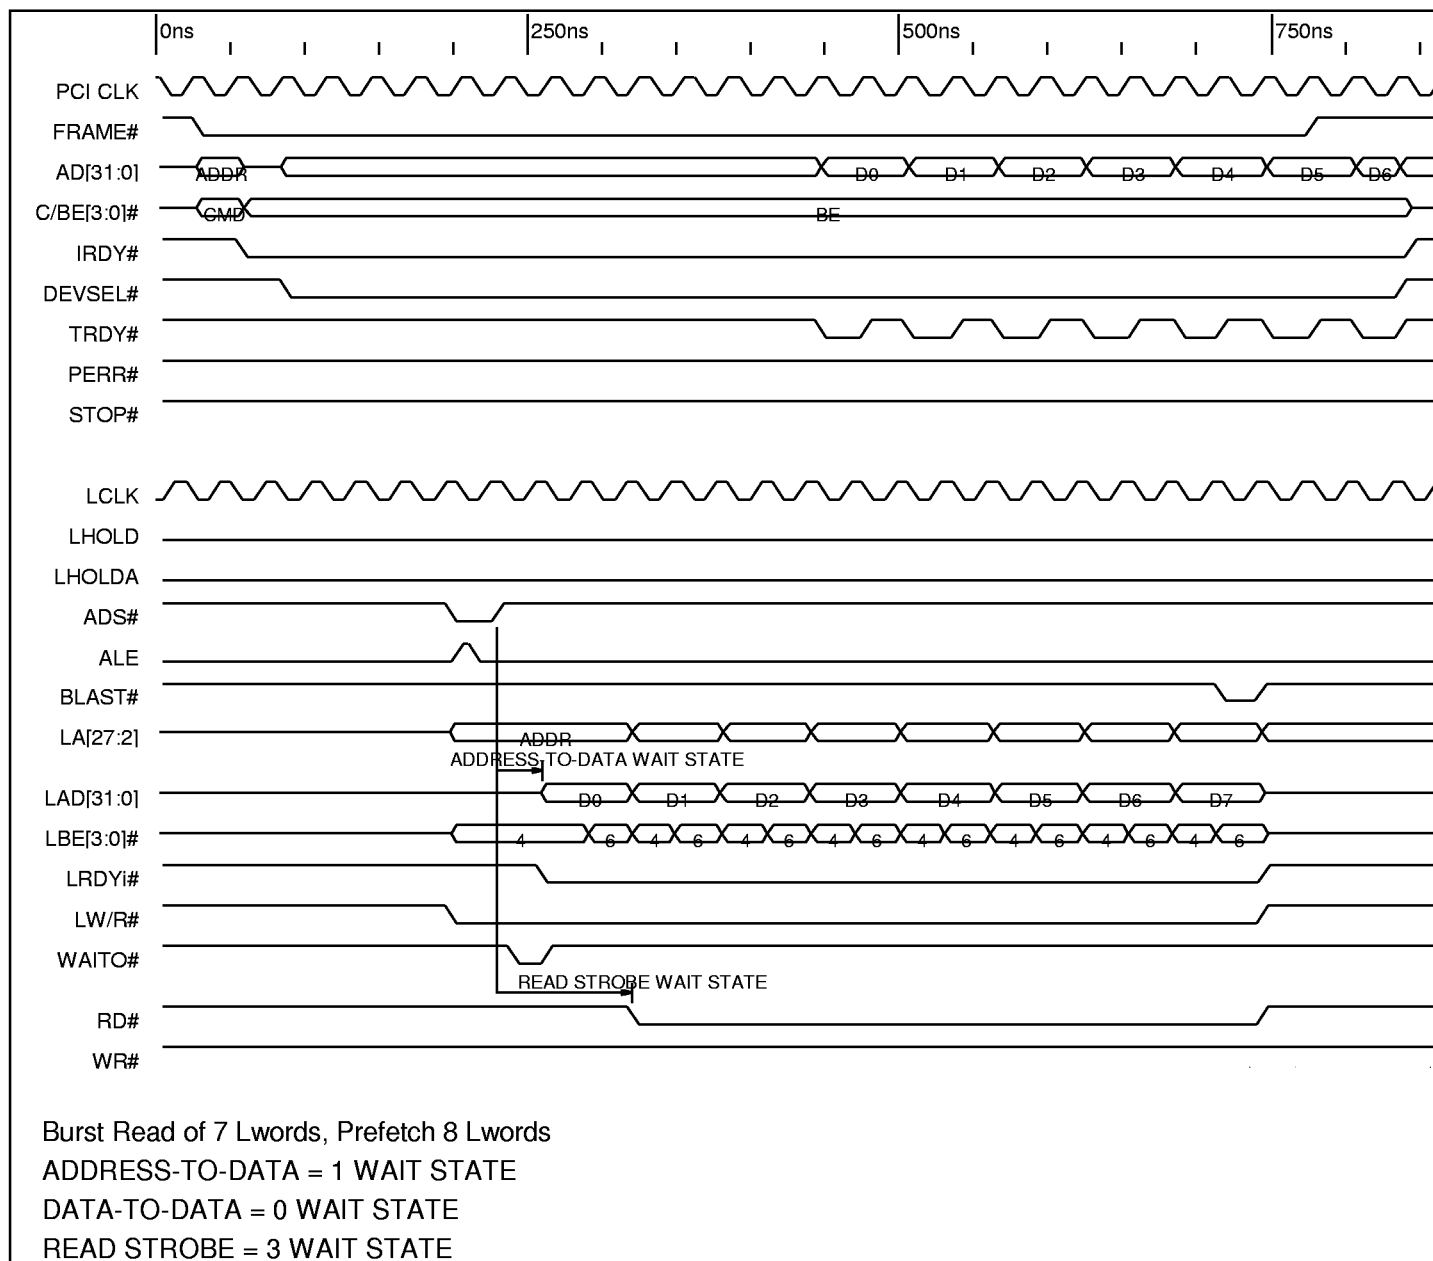 0ns 250ns 500ns 750ns
PCI CLK
FRAME#
AD[31:0] ADDR D0 D1 D2 D3 D4 D5 D6
C/BE[3:0]# CMD BE
IRDY#
DEVSEL#
TRDY#
PERR#
STOP#
LCLK
LHOLD
LHOLDA
ADS#
ALE
BLAST#
LA[27:2] ADDR
ADDRESS-TO-DATA WAIT STATE
LAD[31:0] D0 D1 D2 D3 D4 D5 D6 D7
LBE[3:0]# 4 6 4 6 4 6 4 6 4 6 4 6 4 6 4 6
LRDYi#
LW/R#
WAITO#
READ STROBE WAIT STATE
RD#
WR#
Burst Read of 7 Lwords, Prefetch 8 Lwords
ADDRESS-TO-DATA = 1 WAIT STATE
DATA-TO-DATA = 0 WAIT STATE
READ STROBE = 3 WAIT STATE